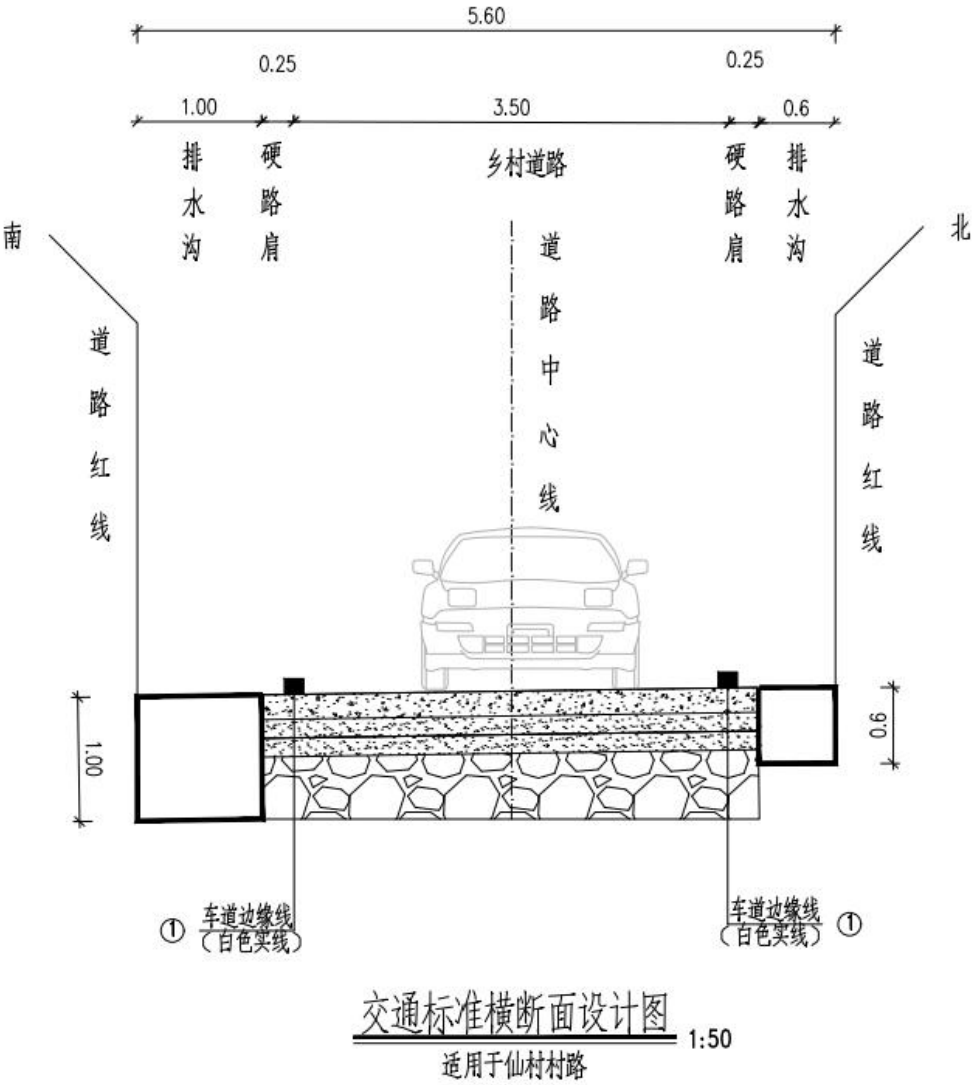 5.60
0.25
0.25
1.00
3.50
0.6
排水沟
硬路肩
乡村道路
硬路肩
排水沟
南
北
道路中心线
道路红线
道路红线
1.00
0.6
① 车道边缘线
（白色实线）
车道边缘线 ①
（白色实线）
交通标准横断面设计图 1:50
适用于仙村村路